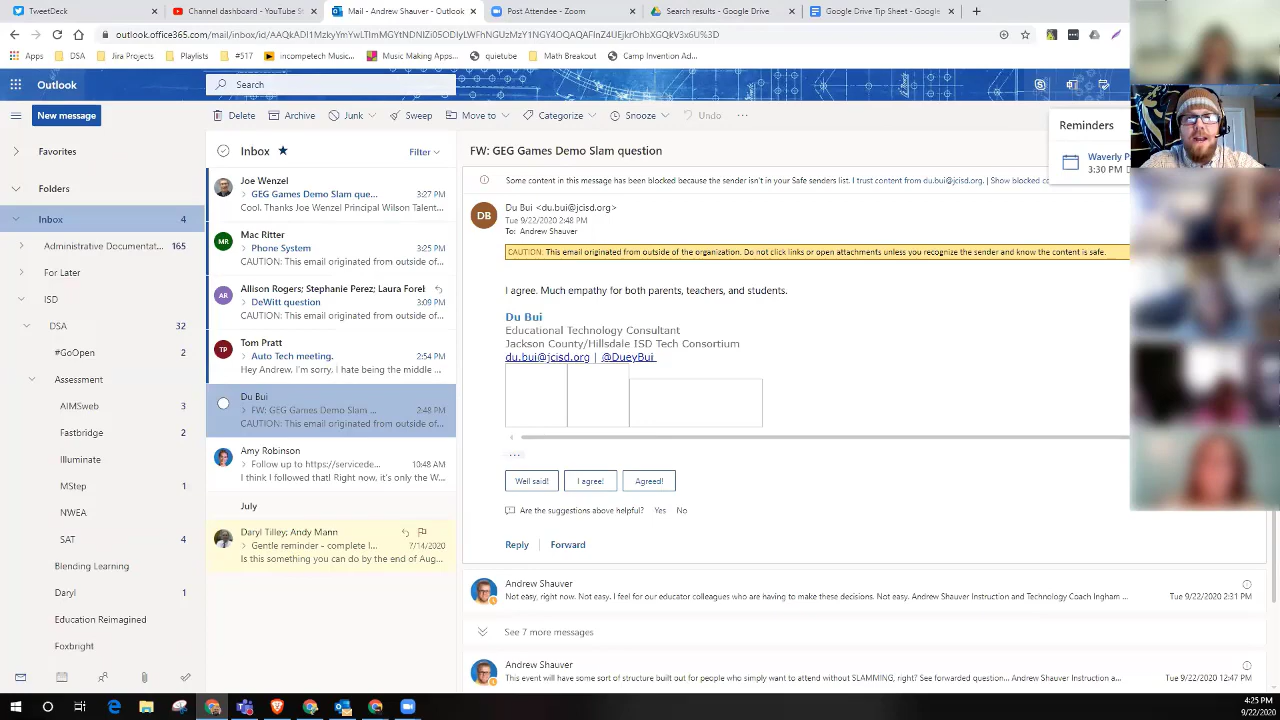 TweetDeck
Channel dashboard - YouTube St
Mail - Andrew Shauver - Outlook
Post Attendee - Zoom
Search results - Google Drive
Google Drive Tip Sheet - Google
Apps
DSA
Jira Projects
Playlists
#517
incompetech Music...
Music Making Apps...
quietube
Math Breakout
Camp Invention Ad...
Outlook
Search
New message
Delete
Archive
Junk
Sweep
Move to
Categorize
Snooze
Undo
Reminders
Waverly
3:30 PM
Favorites
Folders
Inbox 4
Administrative Documentat... 165
For Later
ISD
DSA 32
#GoOpen 2
Assessment
AIMSweb 3
Fastbridge 2
Illuminate
MStep 1
NWEA
SAT 4
Blending Learning
Daryl 1
Education Reimagined
Foxbright
Inbox
Filter
Joe Wenzel
GEG Games Demo Slam que... 3:27 PM
Cool. Thanks Joe Wenzel Principal Wilson Talent...
MR
Mac Ritter
Phone System 3:25 PM
CAUTION: This email originated from outside of...
AR
Allison Rogers; Stephanie Perez; Laura Forel
DeWitt question 3:09 PM
CAUTION: This email originated from outside of...
TP
Tom Pratt
Auto Tech meeting. 2:54 PM
Hey Andrew, I'm sorry, I hate being the middle ...
Du Bui
FW: GEG Games Demo Slam ... 2:48 PM
CAUTION: This email originated from outside of...
Amy Robinson
Follow up to https://servicede... 10:48 AM
I think I followed that! Right now, it's only the W...
July
Daryl Tilley; Andy Mann
Gentle reminder - complete I... 7/14/2020
Is this something you can do by the end of Aug...
FW: GEG Games Demo Slam question
Some content in this message has been blocked because the sender isn't in your Safe senders list. I trust content from du.bui@jcisd.org. | Show blocked co
DB
Du Bui <du.bui@jcisd.org>
Tue 9/22/2020 2:48 PM
To: Andrew Shauver
CAUTION: This email originated from outside of the organization. Do not click links or open attachments unless you recognize the sender and know the content is safe.
I agree. Much empathy for both parents, teachers, and students.
Du Bui
Educational Technology Consultant
Jackson County/Hillsdale ISD Tech Consortium
du.bui@jcisd.org | @DueyBui
...
Well said!
I agree!
Agreed!
Are the suggestions above helpful? Yes No
Reply
Forward
Andrew Shauver
Not easy, right now. Not easy. I feel for our educator colleagues who are having to make these decisions. Not easy. Andrew Shauver Instruction and Technology Coach Ingham ... Tue 9/22/2020 2:31 PM
See 7 more messages
Andrew Shauver
This event will have some sort of structure built out for people who simply want to attend without SLAMMING, right? See forwarded question... Andrew Shauver Instruction a... Tue 9/22/2020 12:47 PM
4:25 PM
9/22/2020